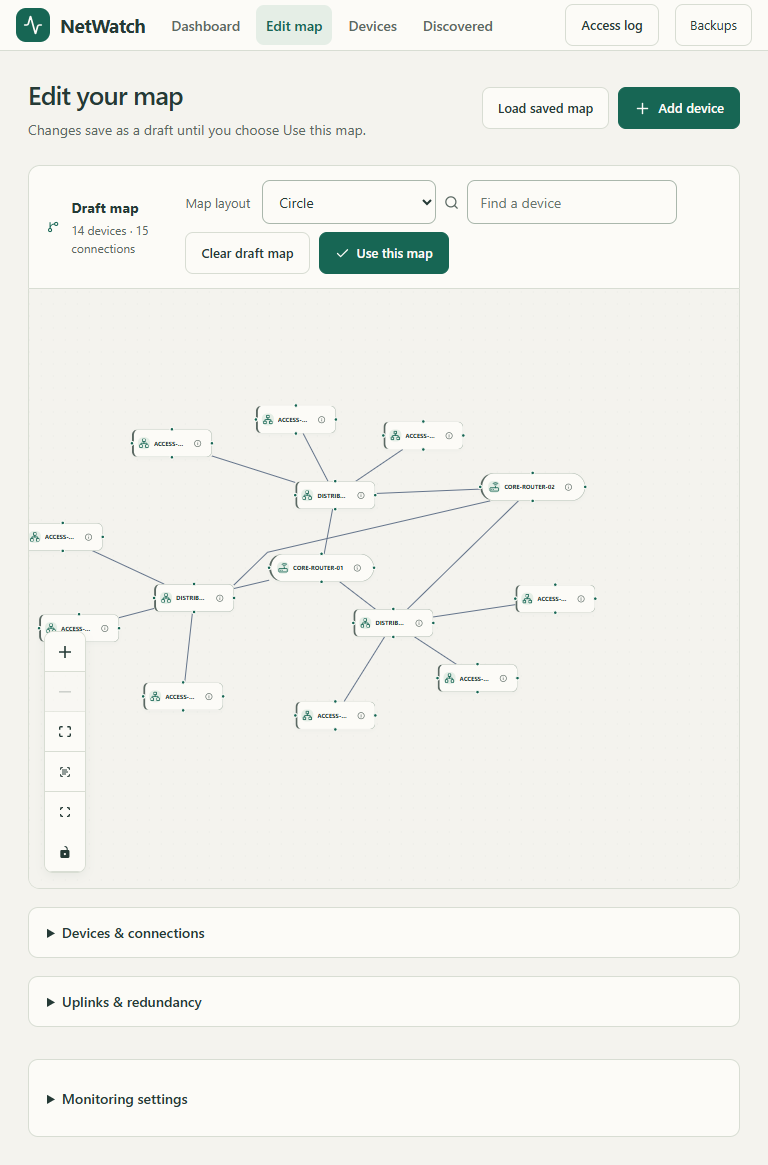 NetWatch
Dashboard
Edit map
Devices
Discovered
Access log
Backups
Edit your map
Changes save as a draft until you choose Use this map.
Load saved map
Add device
Draft map
14 devices · 15
connections
Map layout
Circle
Find a device
Clear draft map
Use this map
ACCESS-...
ACCESS-...
ACCESS-...
DISTRIB...
CORE-ROUTER-02
ACCESS-...
CORE-ROUTER-01
DISTRIB...
ACCESS-...
DISTRIB...
ACCESS-...
ACCESS-...
ACCESS-...
ACCESS-...
Devices & connections
Uplinks & redundancy
Monitoring settings